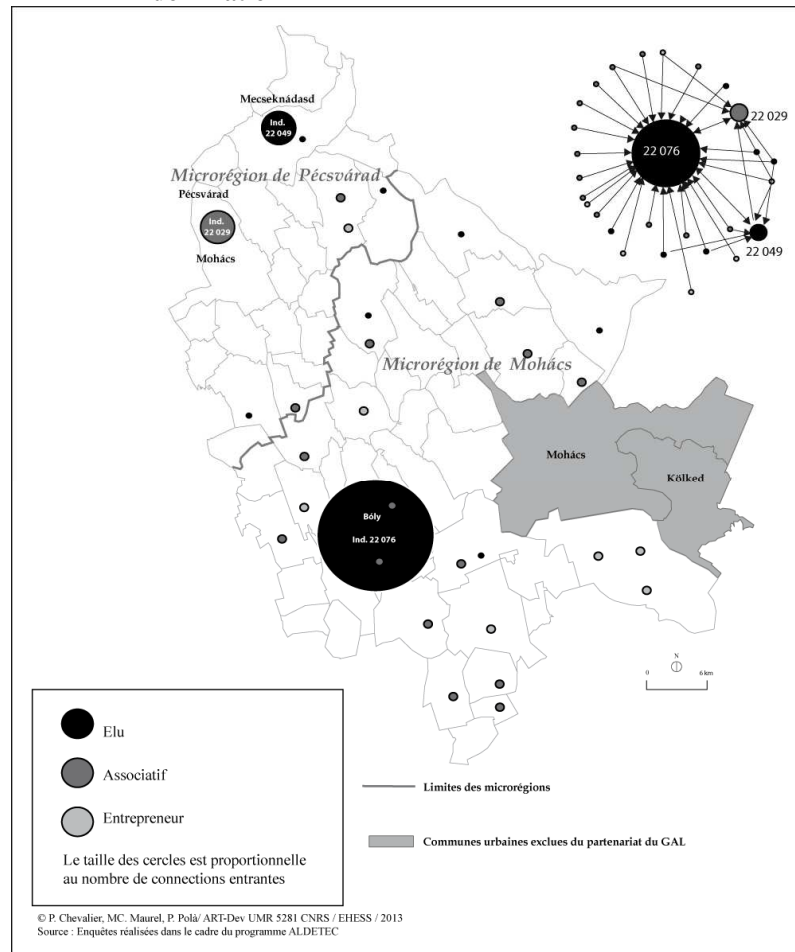 Mecseknádasd
Ind.
22 049
22 029
22 076
22 049
Microrégion de Pécsvárad
Pécsvárad
Ind.
22 029
Mohács
Microrégion de Mohács
Mohács
Kölked
Bóly
Ind. 22 076
N
0 6 km
Elu
Associatif
Entrepreneur
Le taille des cercles est proportionnelle
au nombre de connections entrantes
Limites des microrégions
Communes urbaines exclues du partenariat du GAL
© P. Chevalier, MC. Maurel, P. Polà/ ART-Dev UMR 5281 CNRS / EHESS / 2013
Source : Enquêtes réalisées dans le cadre du programme ALDETEC